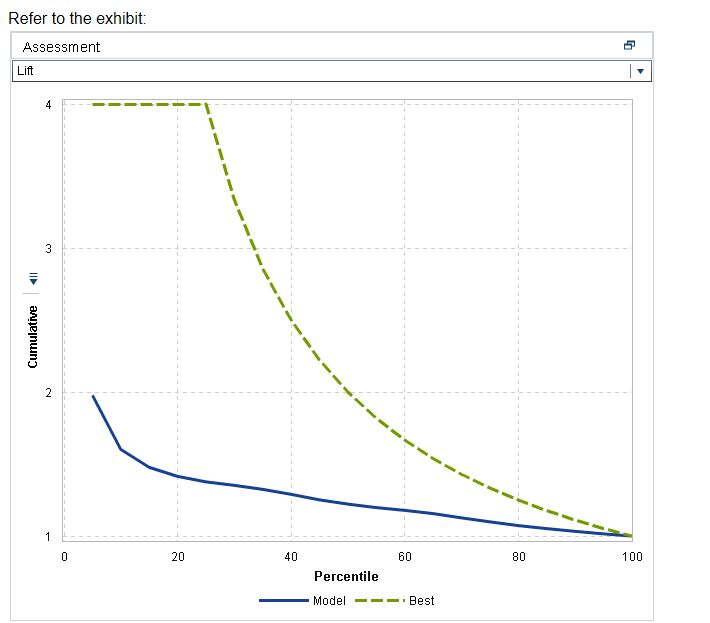 Refer to the exhibit:
Assessment
Lift
4
3
2
1
Cumulative
0 20 40 60 80 100
Percentile
Model Best